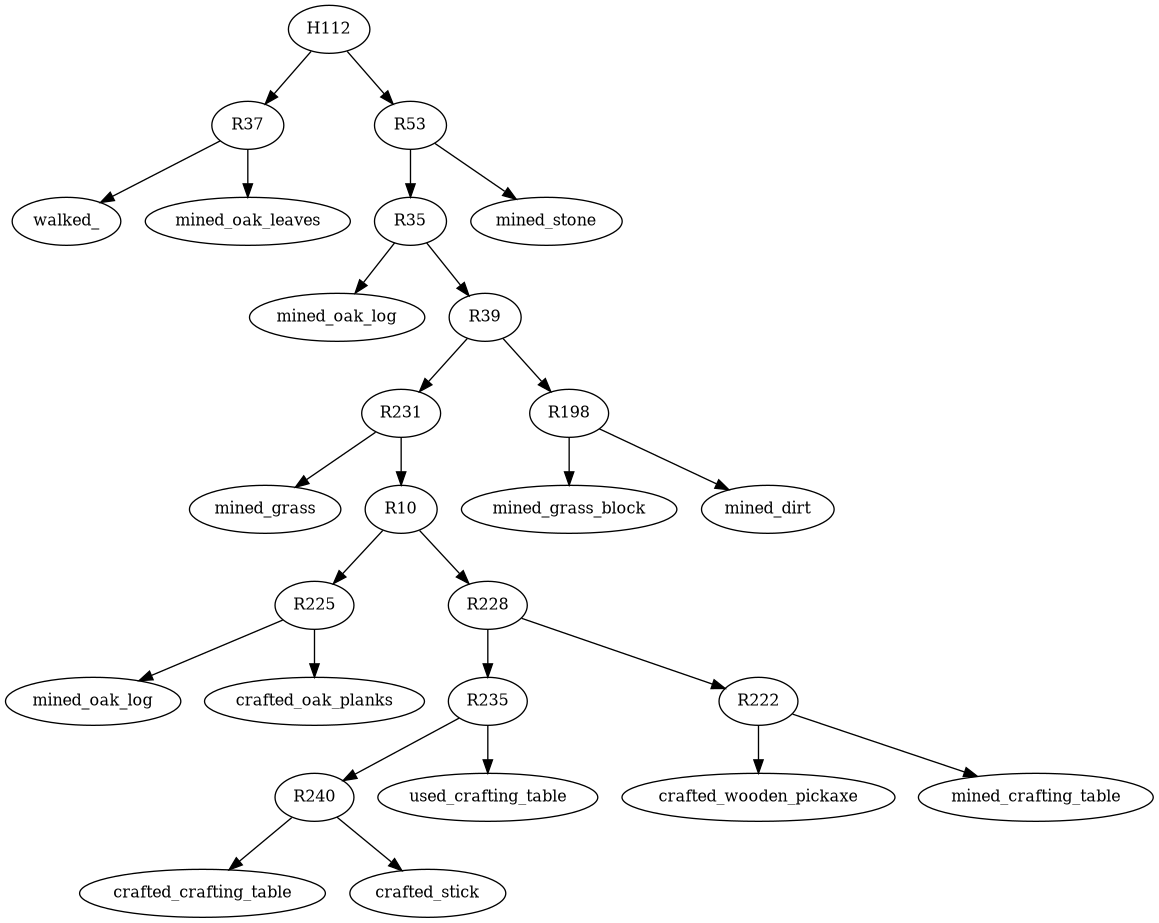 H112
R37
R53
walked_
mined_oak_leaves
R35
mined_stone
mined_oak_log
R39
R231
R198
mined_grass
R10
mined_grass_block
mined_dirt
R225
R228
mined_oak_log
crafted_oak_planks
R235
R222
R240
used_crafting_table
crafted_wooden_pickaxe
mined_crafting_table
crafted_crafting_table
crafted_stick